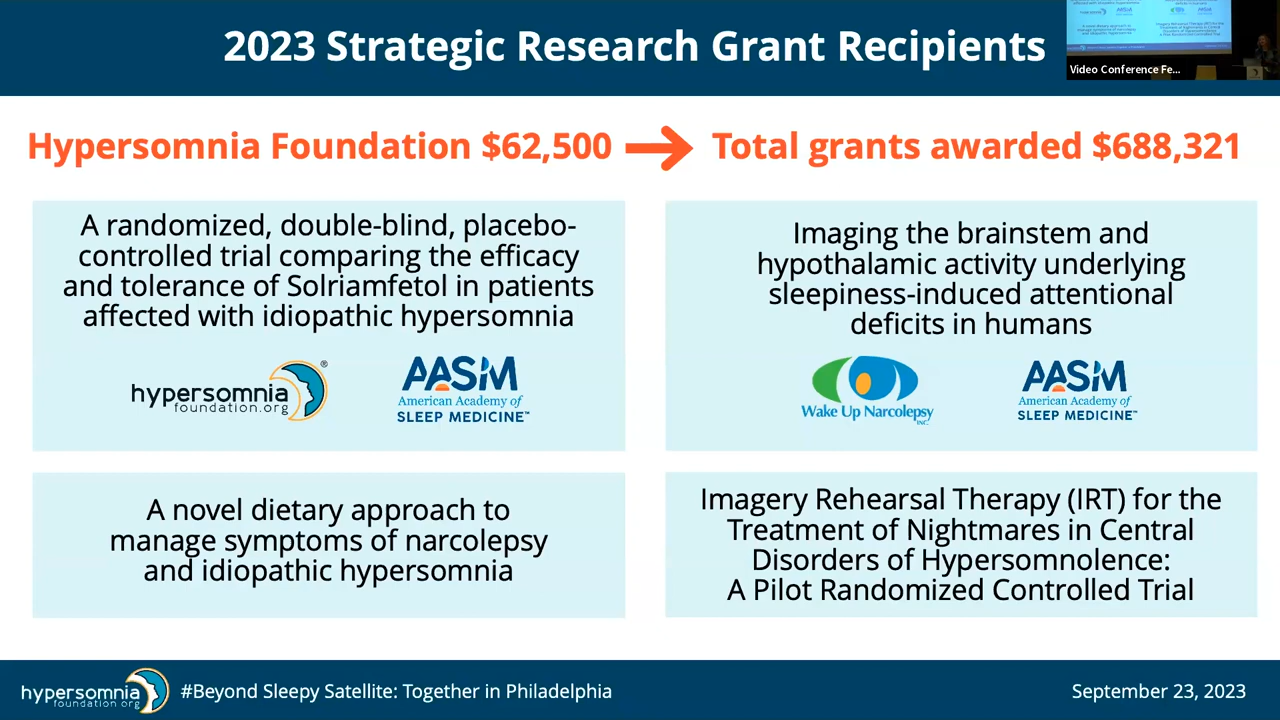 2023 Strategic Research Grant Recipients
Video Conference Fe...
Hypersomnia Foundation $62,500 → Total grants awarded $688,321
A randomized, double-blind, placebo-
controlled trial comparing the efficacy
and tolerance of Solriamfetol in patients
affected with idiopathic hypersomnia
hypersomnia
foundation.org
®
AASM
American Academy of
SLEEP MEDICINE™
Imaging the brainstem and
hypothalamic activity underlying
sleepiness-induced attentional
deficits in humans
Wake Up Narcolepsy
INC.
AASM
American Academy of
SLEEP MEDICINE™
A novel dietary approach to
manage symptoms of narcolepsy
and idiopathic hypersomnia
Imagery Rehearsal Therapy (IRT) for the
Treatment of Nightmares in Central
Disorders of Hypersomnolence:
A Pilot Randomized Controlled Trial
hypersomnia
foundation.org
#Beyond Sleepy Satellite: Together in Philadelphia
September 23, 2023